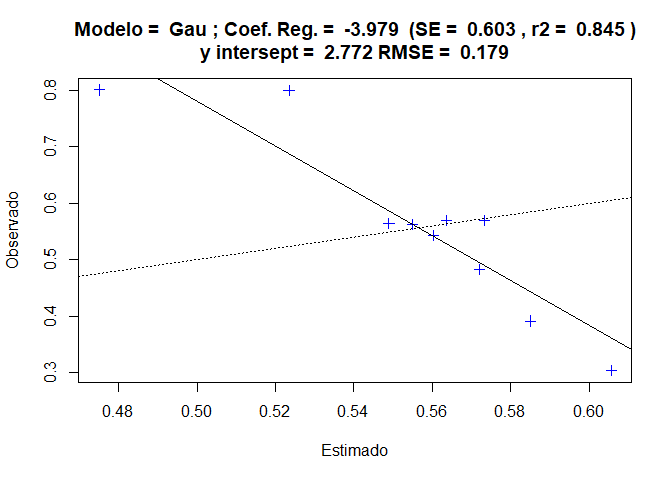 Modelo = Gau ; Coef. Reg. = -3.979 (SE = 0.603 , r2 = 0.845 )
y intersept = 2.772 RMSE = 0.179
Observado
0.8
0.7
0.6
0.5
0.4
0.3
0.48 0.50 0.52 0.54 0.56 0.58 0.60
Estimado